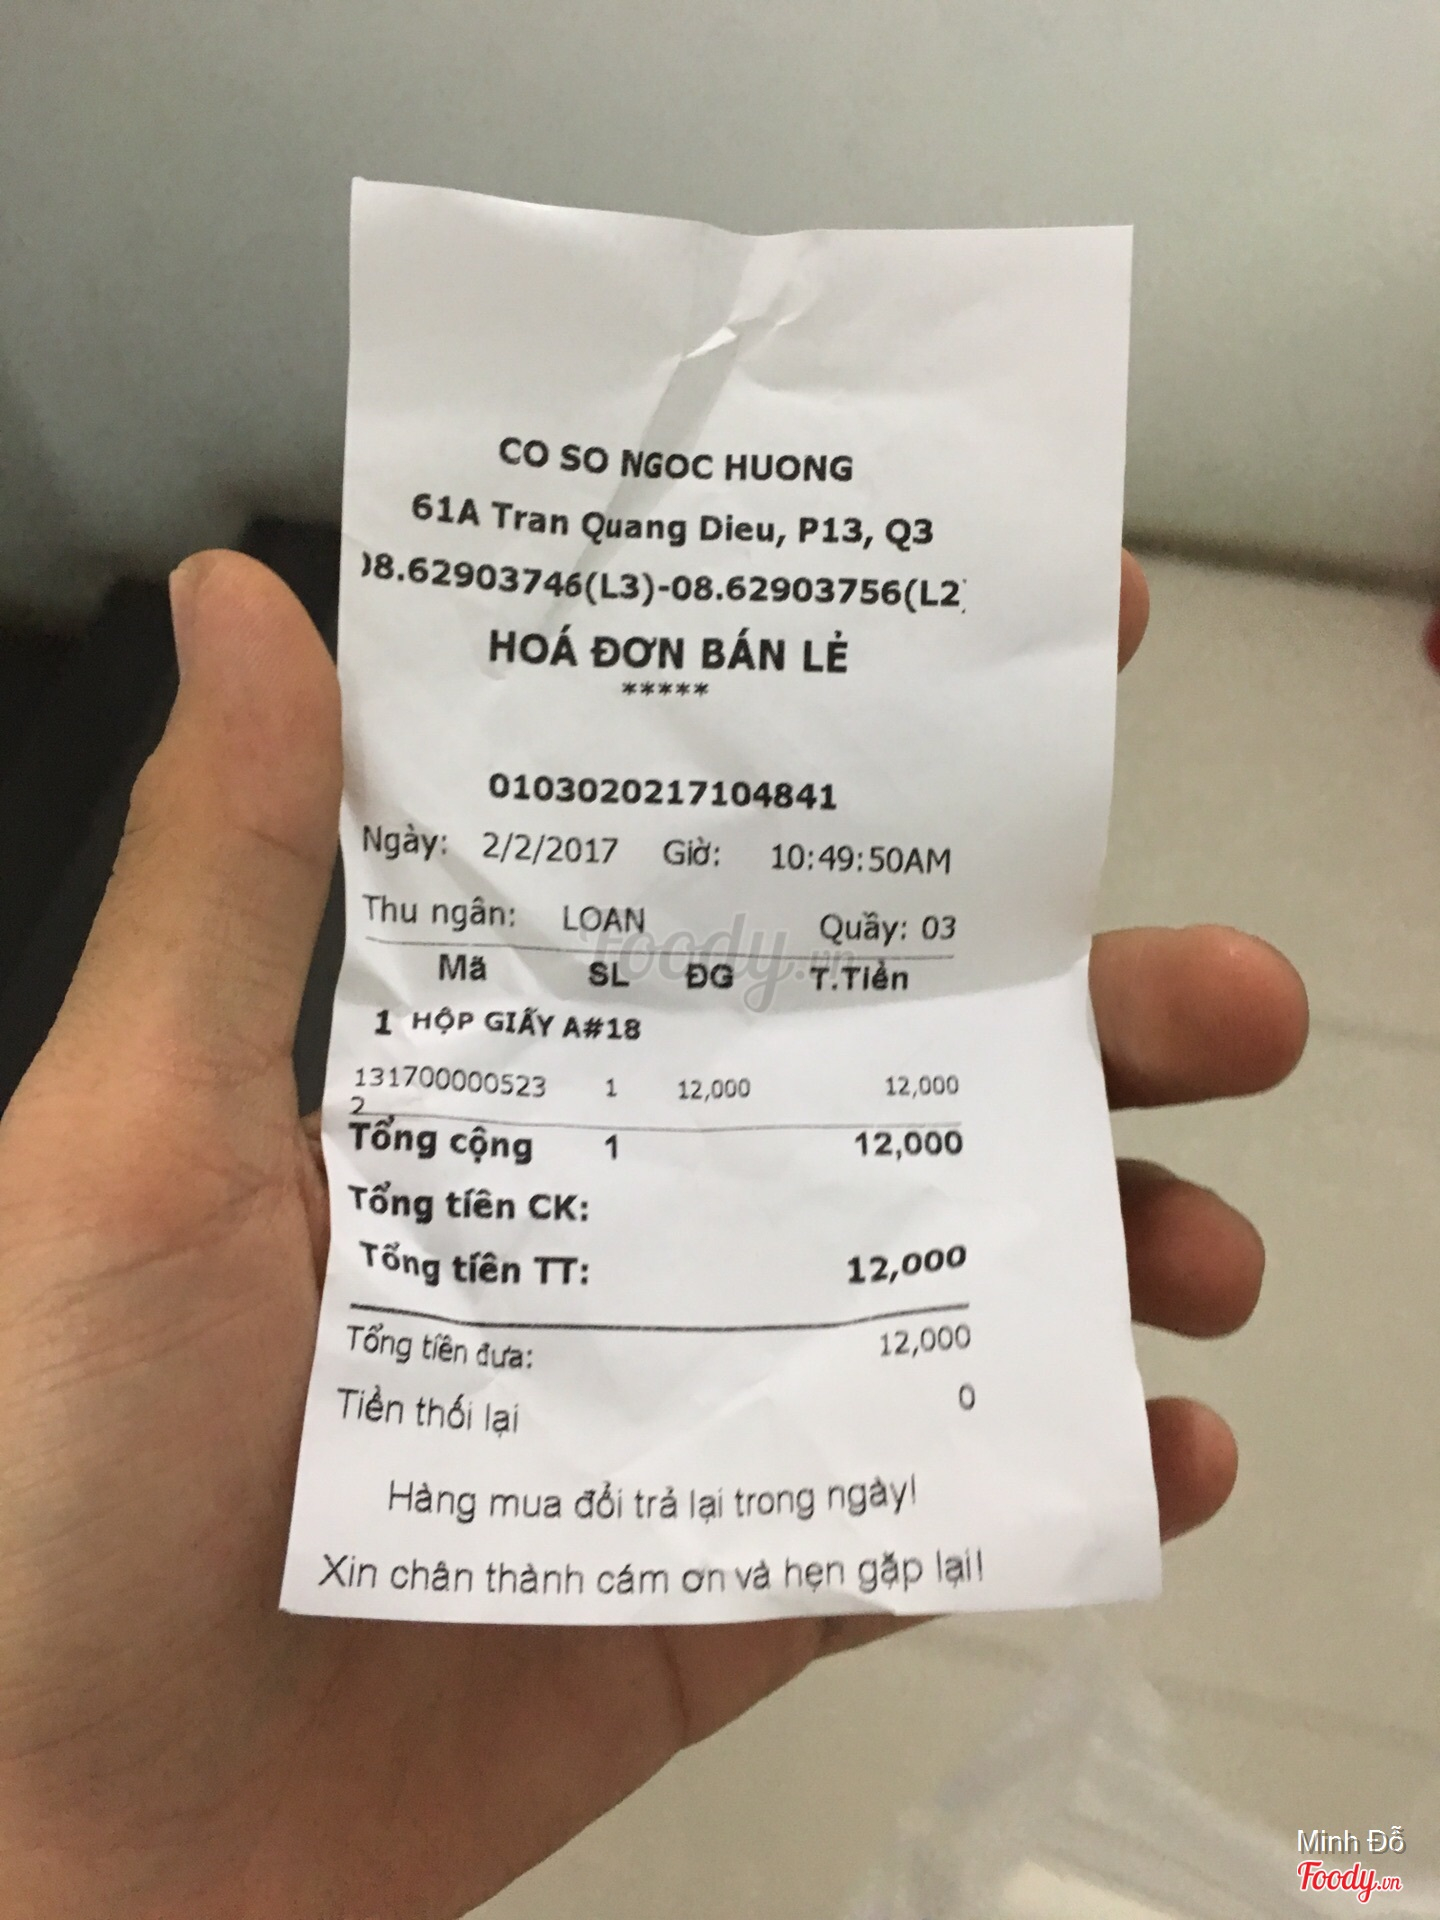 CO SO NGOC HUONG
61A Tran Quang Dieu, P13, Q3
08.62903746(L3)-08.62903756(L2)
HOÁ ĐƠN BÁN LẺ
*****
0103020217104841
Ngày: 2/2/2017 Giờ: 10:49:50AM
Thu ngân: LOAN Quầy: 03
foody.vn
Mã SL ĐG T.Tiền
1 HỘP GIẤY A#18
131700000523 1 12,000 12,000
2
Tổng cộng 1 12,000
Tổng tiền CK:
Tổng tiền TT: 12,000
Tổng tiền đưa: 12,000
Tiền thối lại 0
Hàng mua đổi trả lại trong ngày!
Xin chân thành cám ơn và hẹn gặp lại!
Minh Đỗ
Foody.vn